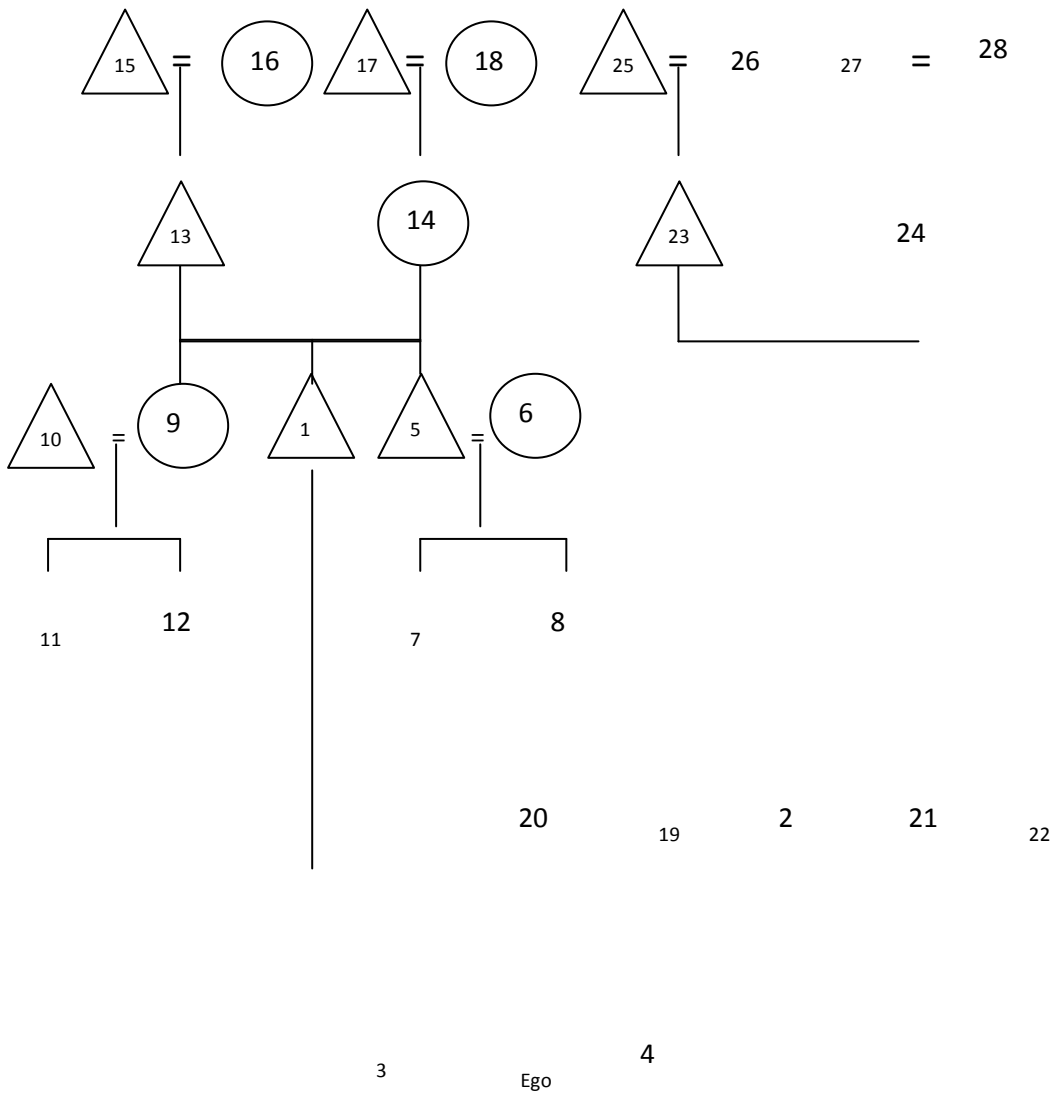 15 = 16 17 = 18 25 = 26 27 = 28
13 14 23 24
10 = 9 1 5 = 6
11 12 7 8
20 19 2 21 22
3 Ego 4